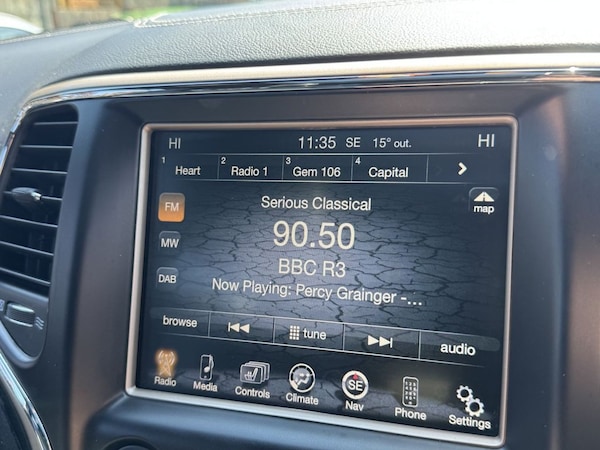 HI 11:35 SE 15° out. HI
1 Heart 2 Radio 1 3 Gem 106 4 Capital
FM Serious Classical map
90.50
MW BBC R3
DAB Now Playing: Percy Grainger -...
browse tune audio
Radio Media Controls Climate SE Nav Phone Settings